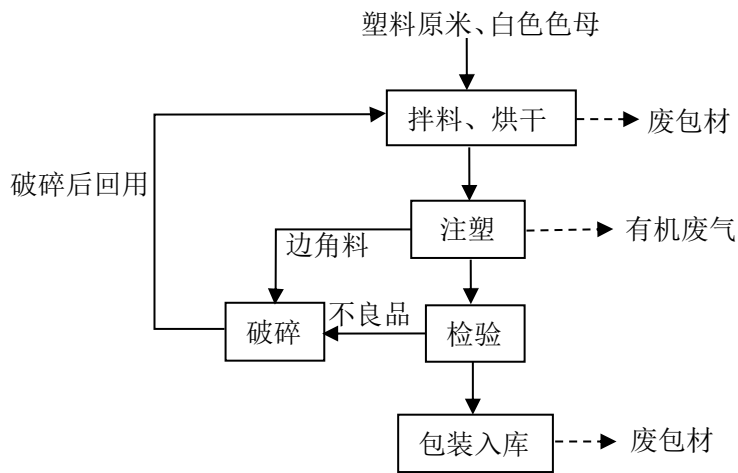 塑料原米、白色色母
拌料、烘干
废包材
破碎后回用
注塑
有机废气
边角料
破碎
不良品
检验
包装入库
废包材